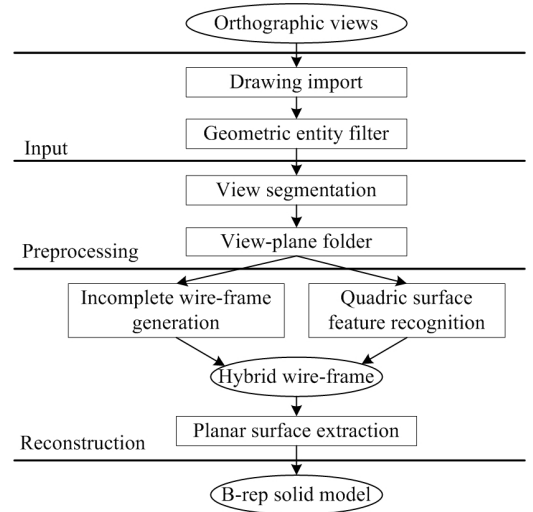 Orthographic views
Drawing import
Geometric entity filter
Input
View segmentation
View-plane folder
Preprocessing
Incomplete wire-frame
generation
Quadric surface
feature recognition
Hybrid wire-frame
Planar surface extraction
Reconstruction
B-rep solid model